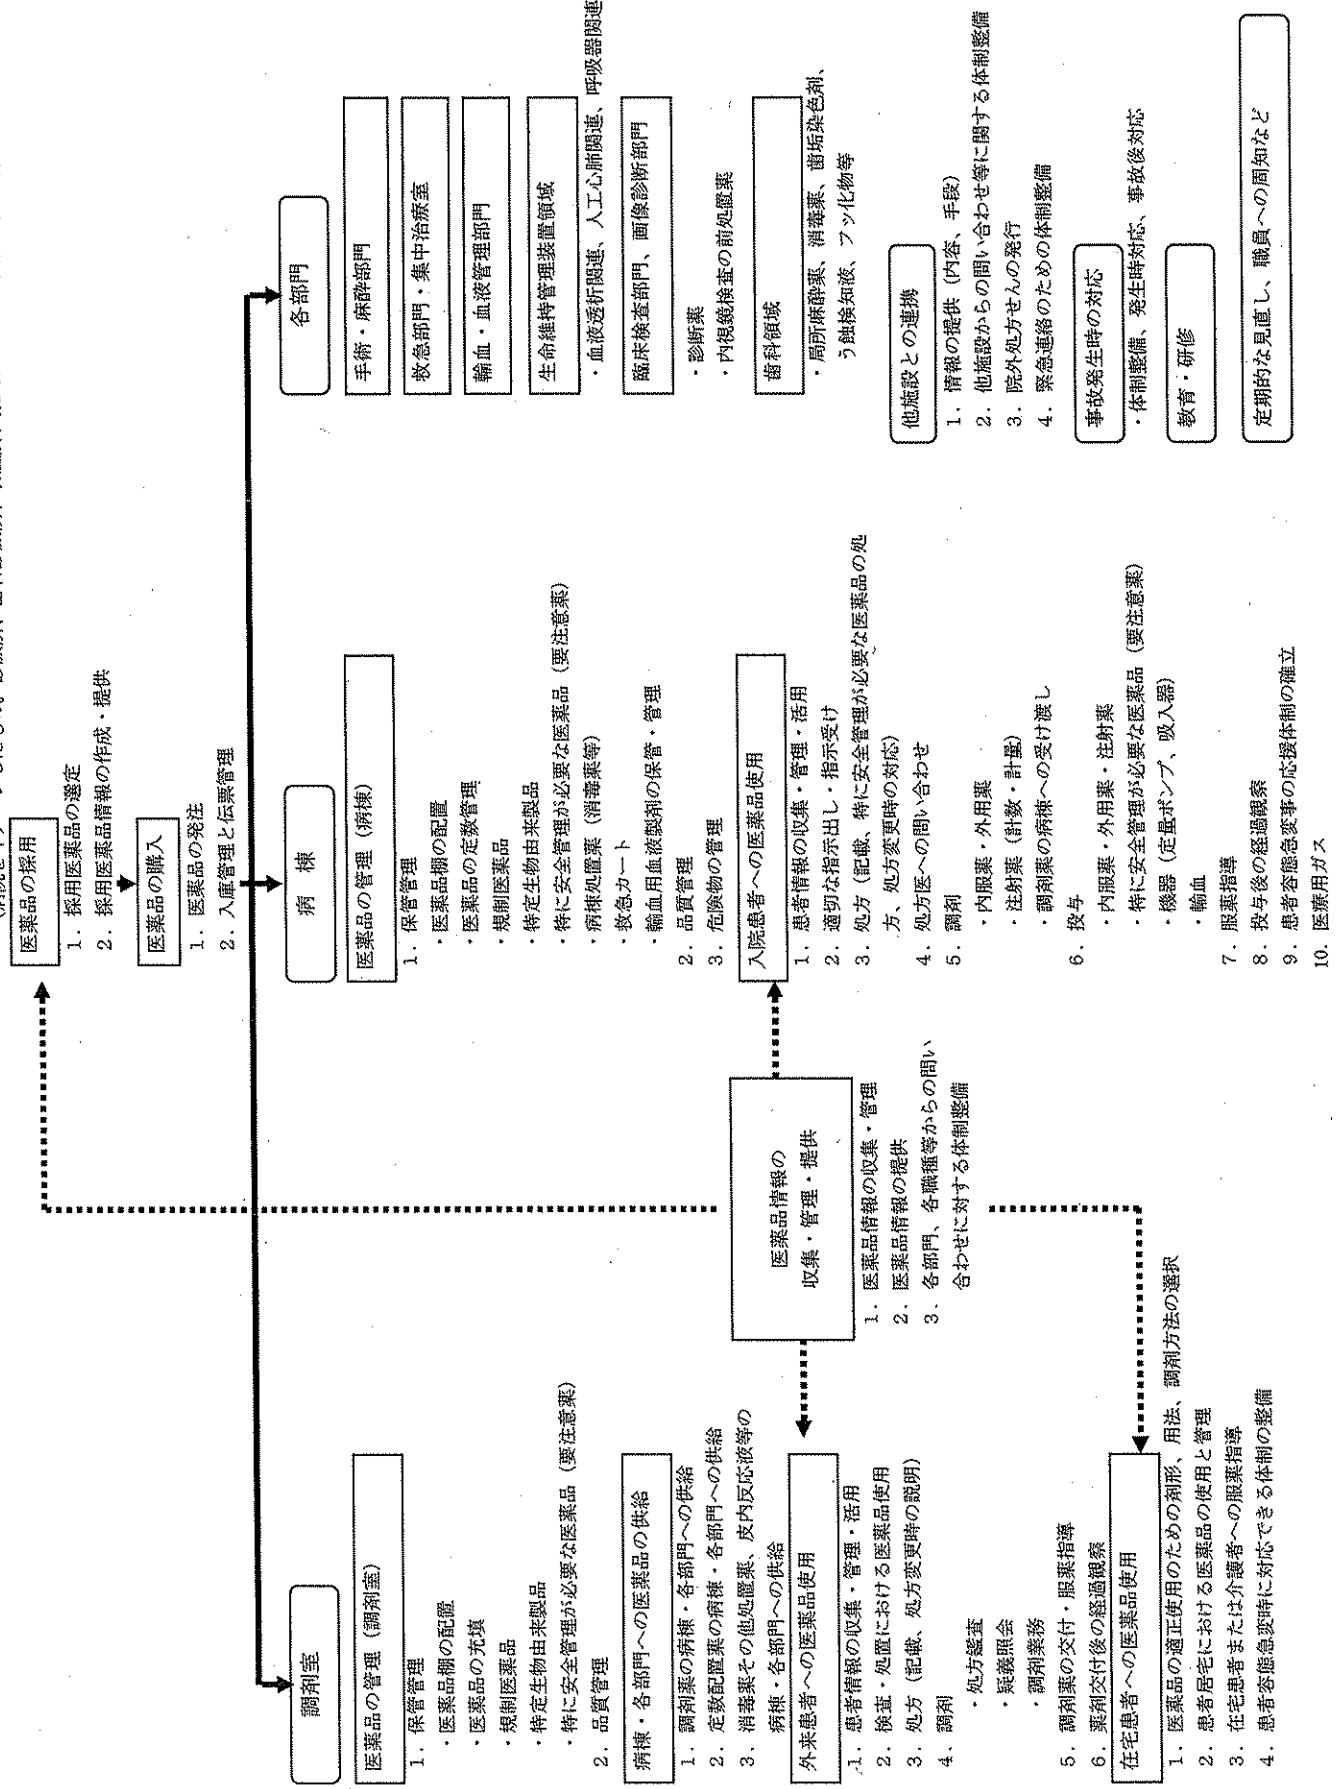 医薬品の採用
1．採用医薬品の選定
2．採用医薬品情報の作成・提供
医薬品の購入
1．医薬品の発注
2．入庫管理と伝票管理
調剤室
医薬品の管理（調剤室）
1．保管管理
・医薬品棚の配置
・医薬品の充填
・規制医薬品
・特定生物由来製品
・特に安全管理が必要な医薬品（要注意薬）
2．品質管理
病棟・各部門への医薬品の供給
1．調剤薬の病棟・各部門への供給
2．定数配置薬の病棟・各部門への供給
3．消毒薬その他処置薬、皮内反応液等の
病棟・各部門への供給
外来患者への医薬品使用
1．患者情報の収集・管理・活用
2．検査・処置における医薬品使用
3．処方（記載、処方変更時の説明）
4．調剤
・処方鑑査
・疑義照会
・調剤業務
5．調剤薬の交付・服薬指導
6．薬剤交付後の経過観察
在宅患者への医薬品使用
1．医薬品の適正使用のための剤形、用法、調剤方法の選択
2．患者居宅における医薬品の使用と管理
3．在宅患者または介護者への服薬指導
4．患者容態急変時に対応できる体制の整備
医薬品情報の
収集・管理・提供
1．医薬品情報の収集・管理
2．医薬品情報の提供
3．各部門、各職種等からの問い
合わせに対する体制整備
病　棟
医薬品の管理（病棟）
1．保管管理
・医薬品棚の配置
・医薬品の定数管理
・規制医薬品
・特定生物由来製品
・特に安全管理が必要な医薬品（要注意薬）
・病棟処置薬（消毒薬等）
・救急カート
・輸血用血液製剤の保管・管理
2．品質管理
3．危険物の管理
入院患者への医薬品使用
1．患者情報の収集・管理・活用
2．適切な指示出し・指示受け
3．処方（記載、特に安全管理が必要な医薬品の処
方、処方変更時の対応）
4．処方医への問い合わせ
5．調剤
・内服薬・外用薬
・注射薬（計数・計量）
・調剤薬の病棟への受け渡し
6．投与
・内服薬・外用薬・注射薬
・特に安全管理が必要な医薬品（要注意薬）
・機器（定量ポンプ、吸入器）
・輸血
7．服薬指導
8．投与後の経過観察
9．患者容態急変事の応援体制の確立
10．医療用ガス
各部門
手術・麻酔部門
救急部門・集中治療室
輸血・血液管理部門
生命維持管理装置領域
・血液透析関連、人工心肺関連、呼吸器関連
臨床検査部門、画像診断部門
・診断薬
・内視鏡検査の前処置薬
歯科領域
・局所麻酔薬、消毒薬、歯垢染色剤、
う蝕検知液、フッ化物等
他施設との連携
1．情報の提供（内容、手段）
2．他施設からの問い合わせ等に関する体制整備
3．院外処方せんの発行
4．緊急連絡のための体制整備
事故発生時の対応
・体制整備、発生時対応、事故後対応
教育・研修
定期的な見直し、職員への周知など